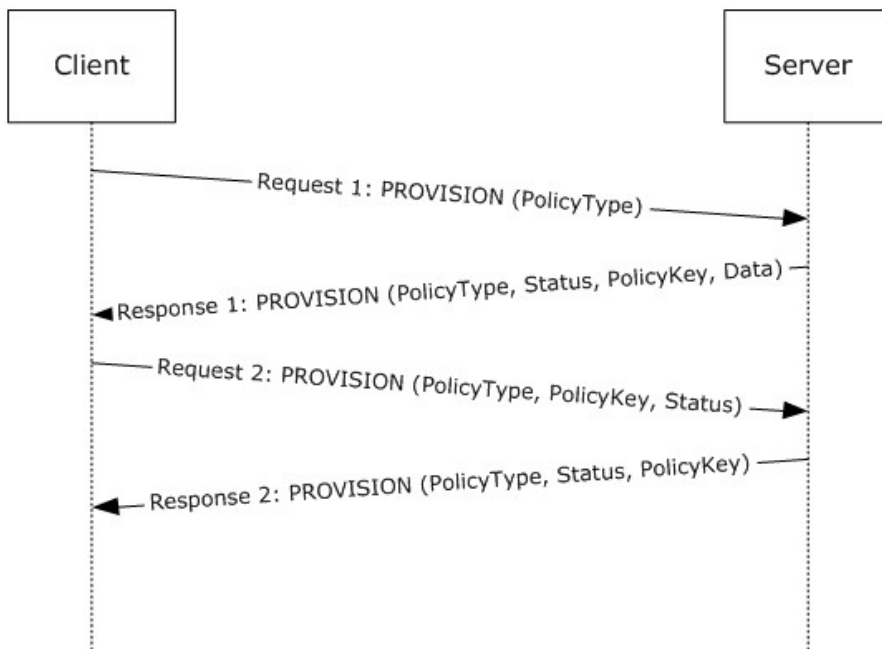 Client
Server
Request 1: PROVISION (PolicyType)
Response 1: PROVISION (PolicyType, Status, PolicyKey, Data)
Request 2: PROVISION (PolicyType, PolicyKey, Status)
Response 2: PROVISION (PolicyType, Status, PolicyKey)